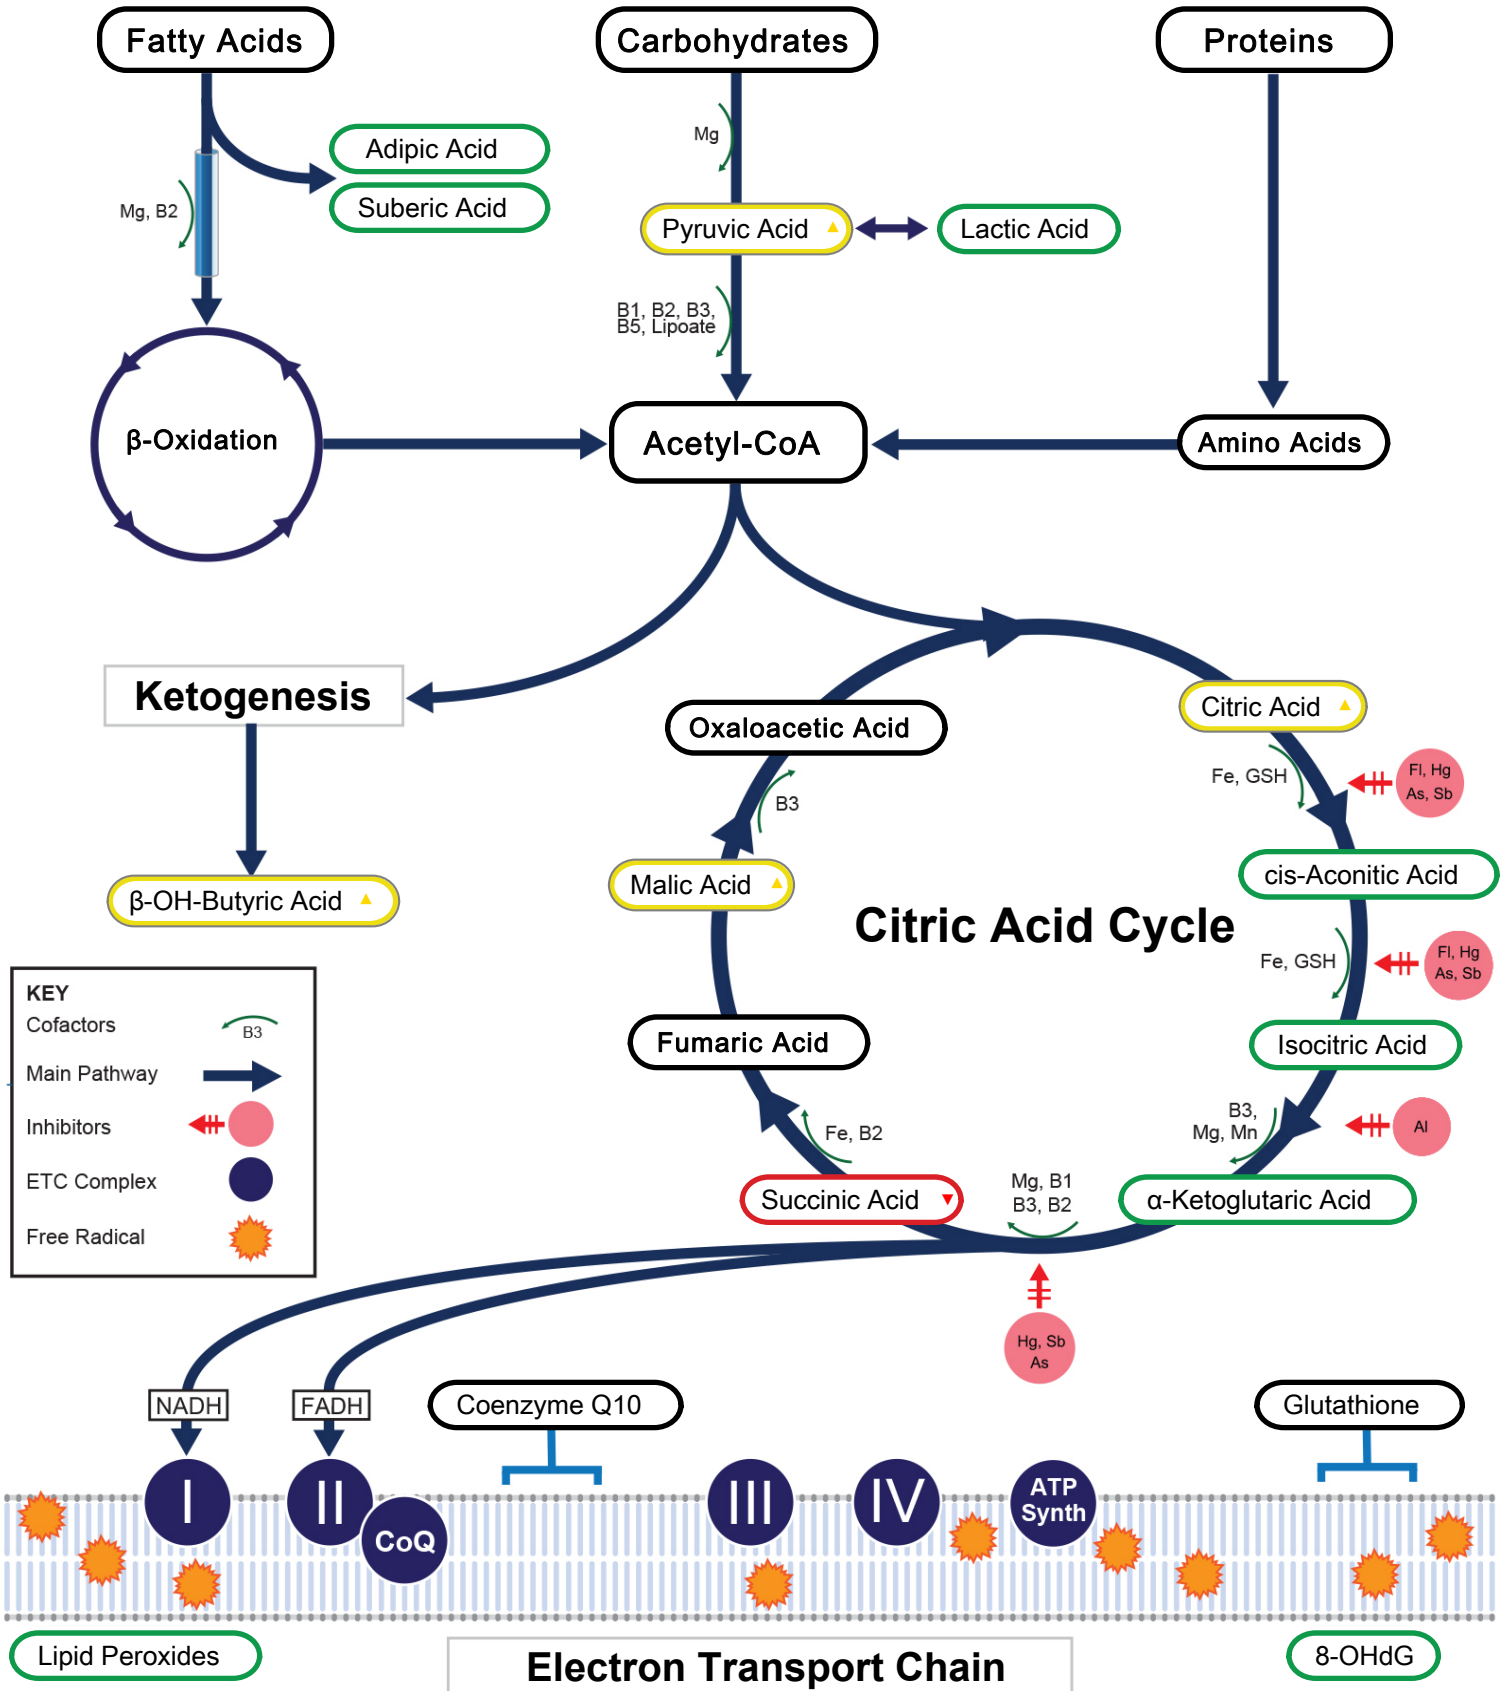 Fatty Acids
Carbohydrates
Proteins
Adipic Acid
Suberic Acid
Mg
Mg, B2
Pyruvic Acid
Lactic Acid
B1, B2, B3,
B5, Lipoate
β-Oxidation
Acetyl-CoA
Amino Acids
Ketogenesis
Oxaloacetic Acid
Citric Acid
Fe, GSH
Fl, Hg
As, Sb
B3
β-OH-Butyric Acid
Malic Acid
cis-Aconitic Acid
Citric Acid Cycle
Fe, GSH
Fl, Hg
As, Sb
KEY
Cofactors
B3
Main Pathway
Inhibitors
ETC Complex
Free Radical
Fumaric Acid
Isocitric Acid
B3,
Mg, Mn
Al
Fe, B2
Succinic Acid
Mg, B1
B3, B2
α-Ketoglutaric Acid
Hg, Sb
As
NADH
FADH
Coenzyme Q10
Glutathione
I
II
CoQ
III
IV
ATP
Synth
Lipid Peroxides
Electron Transport Chain
8-OHdG